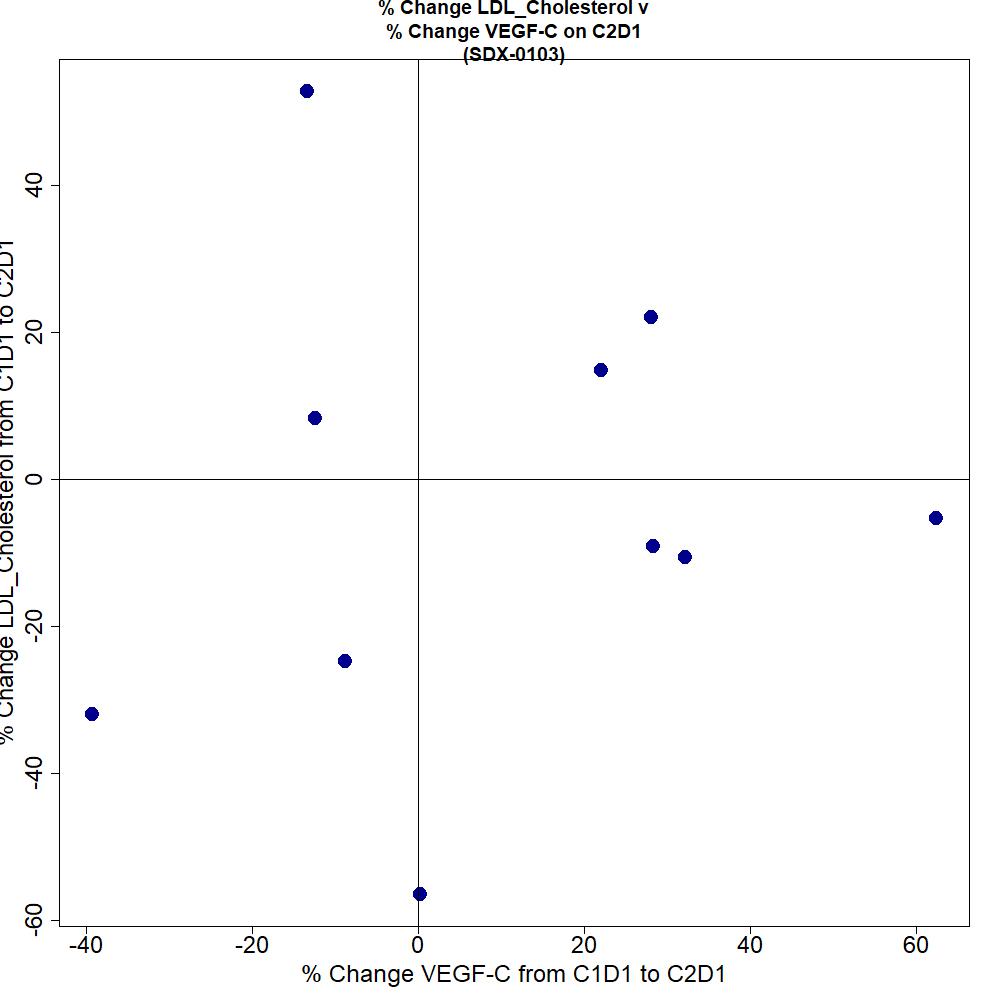 % Change LDL_Cholesterol v
% Change VEGF-C on C2D1
(SDX-0103)
% Change LDL_Cholesterol from C1D1 to C2D1
40
20
0
-20
-40
-60
-40
-20
0
20
40
60
% Change VEGF-C from C1D1 to C2D1